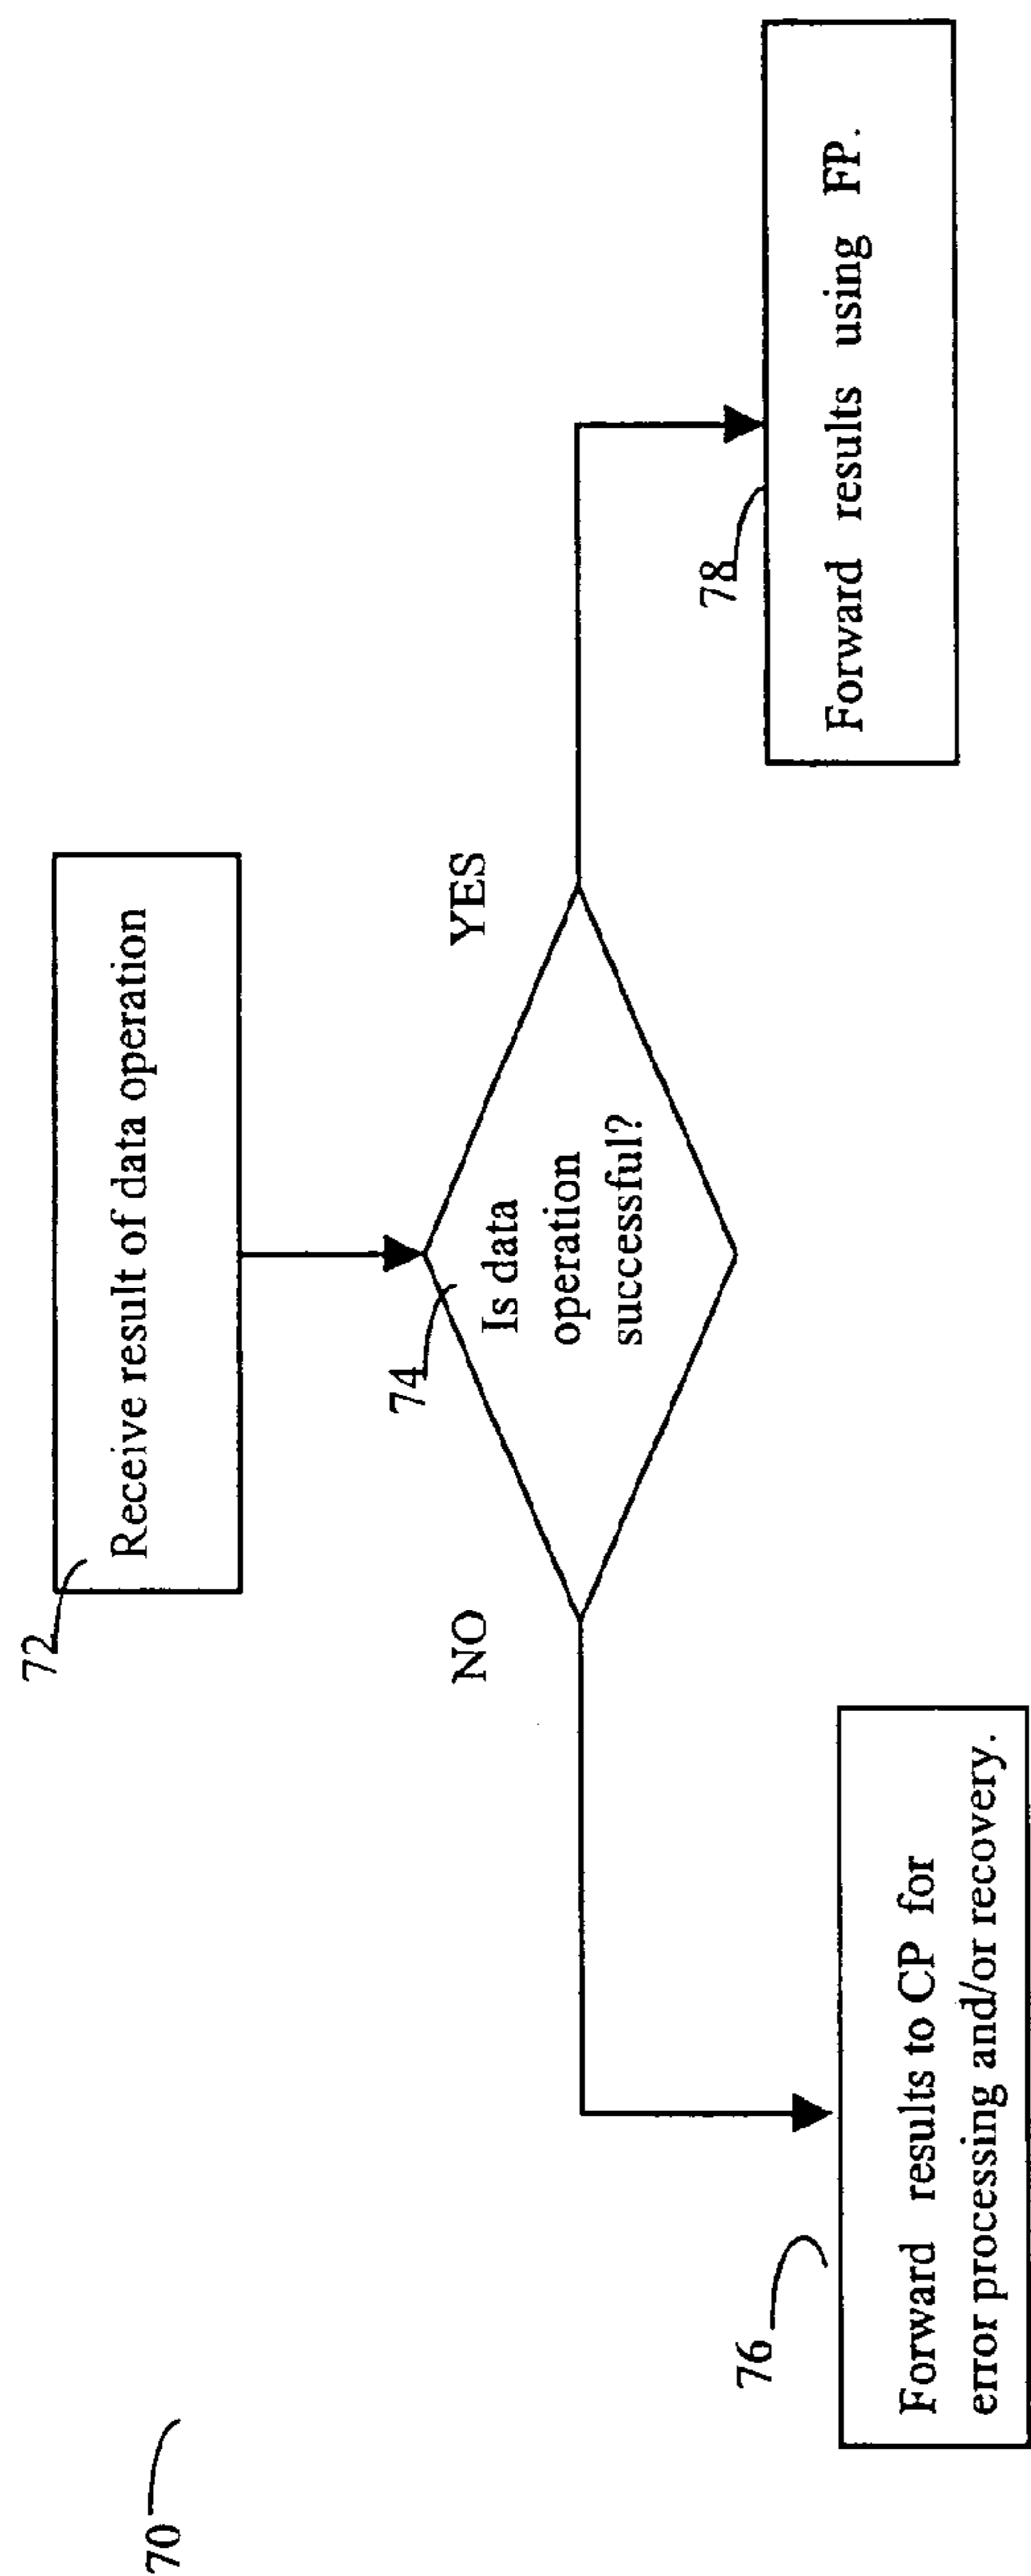 70
72
Receive result of data operation
74
Is data
operation
successful?
NO
YES
76
Forward results to CP for
error processing and/or recovery.
78
Forward results using FP.